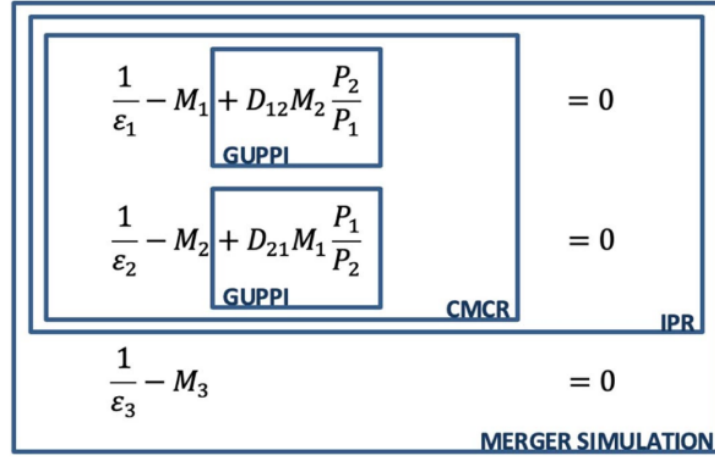 1/ε₁ − M₁ + D₁₂M₂ P₂/P₁ = 0
GUPPI
1/ε₂ − M₂ + D₂₁M₁ P₁/P₂ = 0
GUPPI
CMCR
IPR
1/ε₃ − M₃ = 0
MERGER SIMULATION